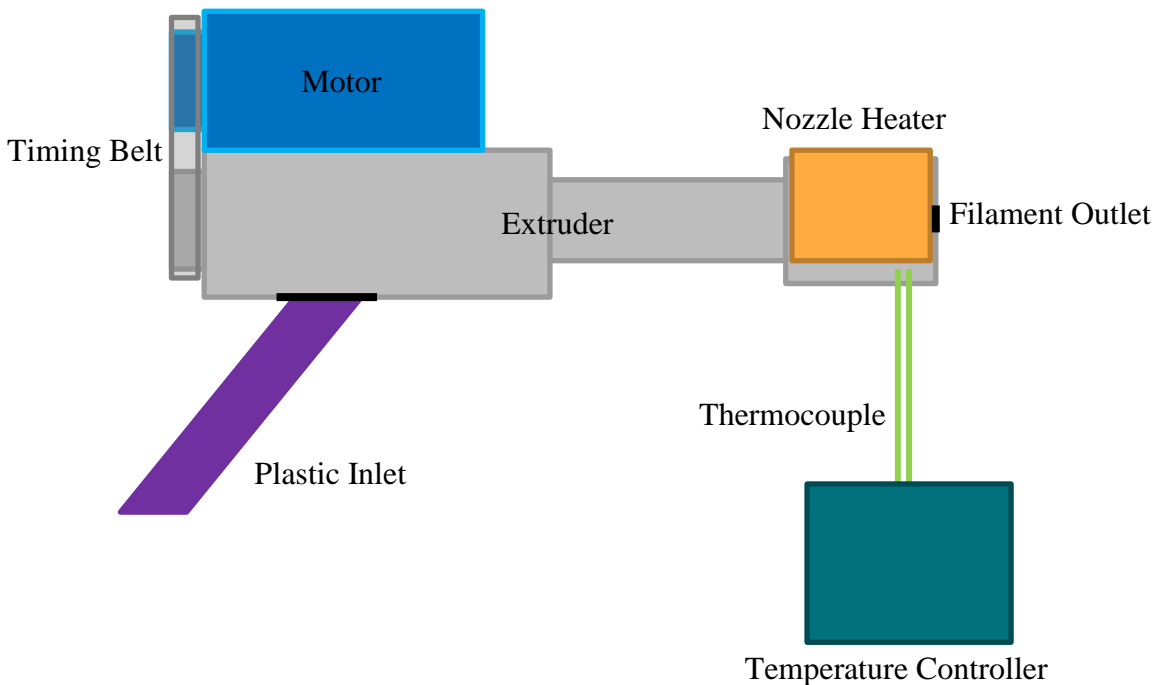 Motor
Nozzle Heater
Timing Belt
Extruder
Filament Outlet
Thermocouple
Plastic Inlet
Temperature Controller